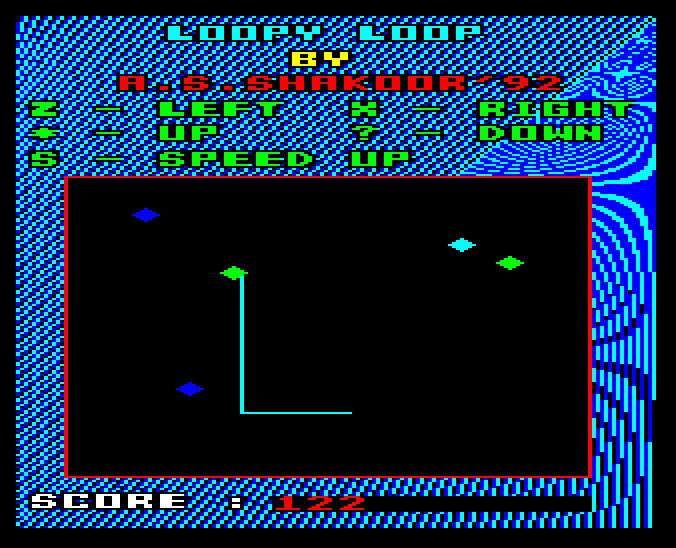 LOOPY LOOP
BY
A.S.SHAKOOR'92
Z - LEFT X - RIGHT
* - UP ? - DOWN
S - SPEED UP
SCORE : 122